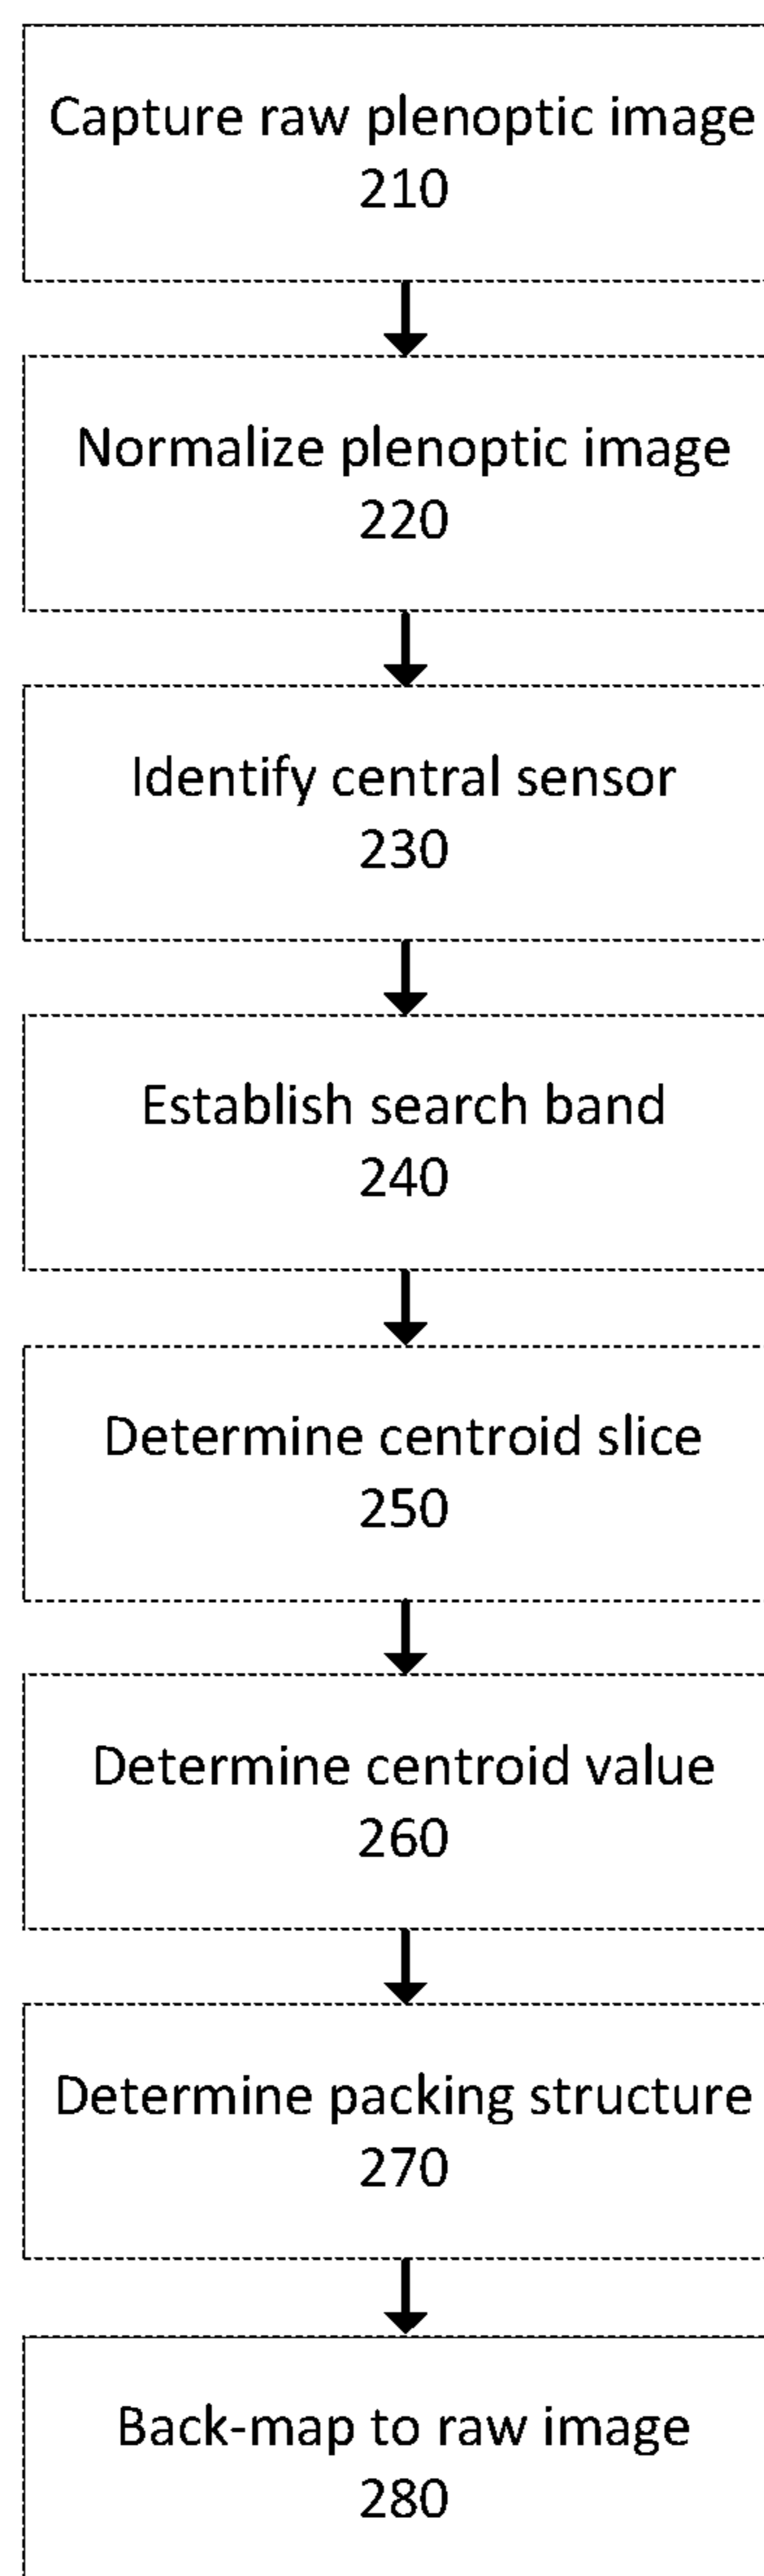 Capture raw plenoptic image
210
Normalize plenoptic image
220
Identify central sensor
230
Establish search band
240
Determine centroid slice
250
Determine centroid value
260
Determine packing structure
270
Back-map to raw image
280